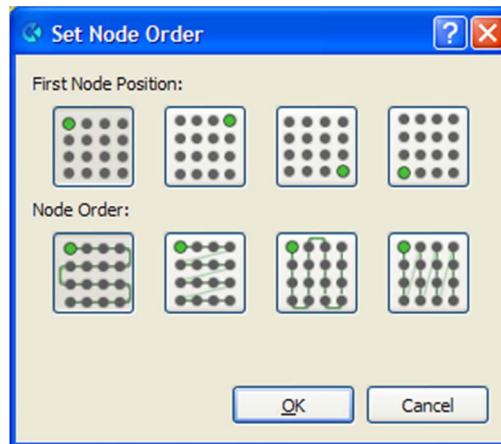 Set Node Order
?
First Node Position:
Node Order:
OK
Cancel